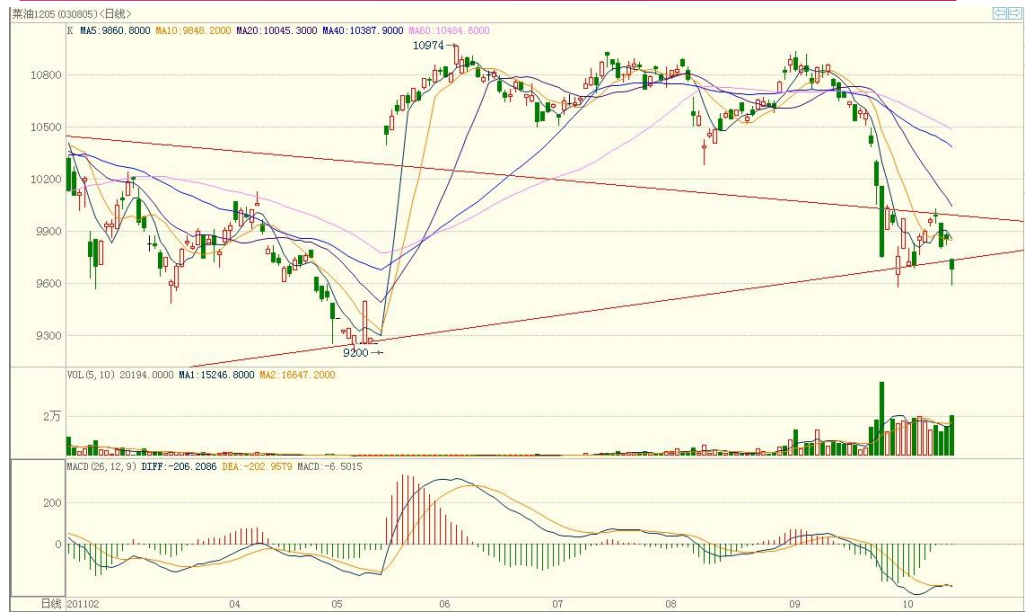 菜油1205 (030805) <日线>
K MA5:9860.8000 MA10:9848.2000 MA20:10045.3000 MA40:10387.9000 MA60:10484.6000
10974
10800
10500
10200
9900
9600
9300
9200
VOL(5,10) 20194.0000 MA1:15246.8000 MA2:16647.2000
2万
MACD(26,12,9) DIFF:-206.2086 DEA:-202.9579 MACD:-6.5015
200
0
日线 201102 04 05 06 07 08 09 10